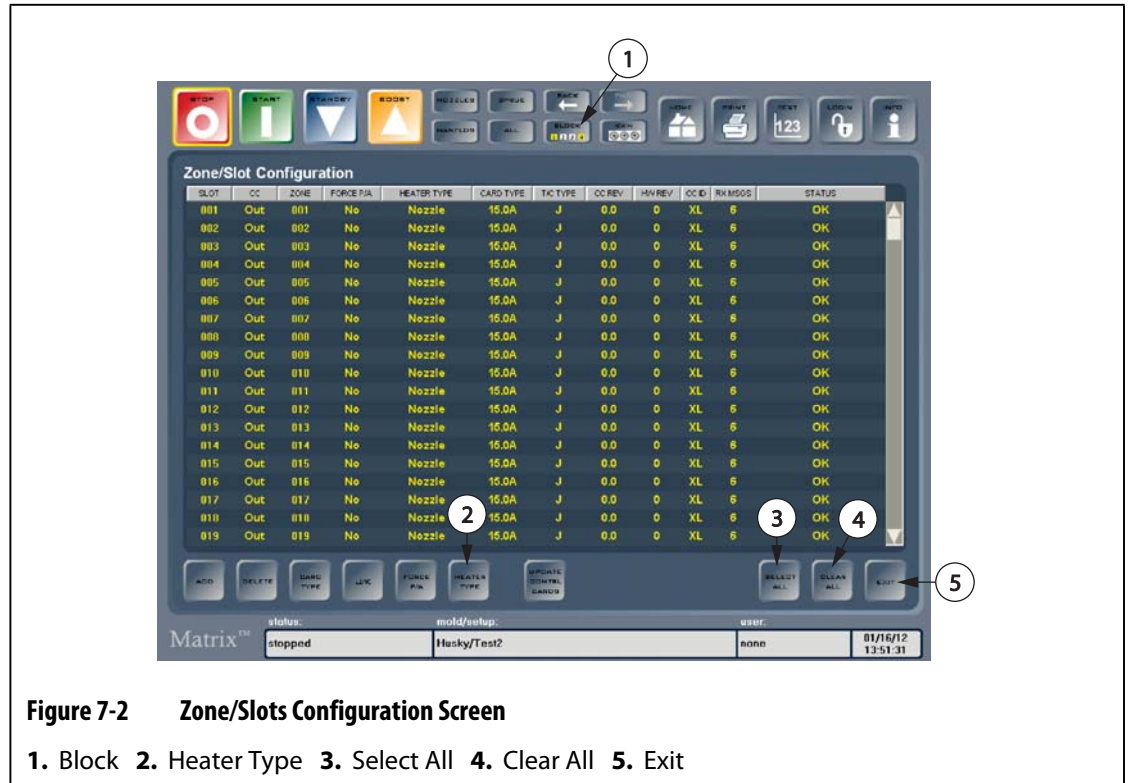 1
STOP START STANDBY BOOST NOZZLES SPRUE BACK
MANFLDS ALL BLOCK VIEW HOME PRINT TEST LOGIN INFO
123
Zone/Slot Configuration
SLOT CC ZONE FORCE P/A HEATER TYPE CARD TYPE T/C TYPE CC REV H/W REV CC ID RX MSGS STATUS
001 Out 001 No Nozzle 15.0A J 0.0 0 XL 6 OK
002 Out 002 No Nozzle 15.0A J 0.0 0 XL 6 OK
003 Out 003 No Nozzle 15.0A J 0.0 0 XL 6 OK
004 Out 004 No Nozzle 15.0A J 0.0 0 XL 6 OK
005 Out 005 No Nozzle 15.0A J 0.0 0 XL 6 OK
006 Out 006 No Nozzle 15.0A J 0.0 0 XL 6 OK
007 Out 007 No Nozzle 15.0A J 0.0 0 XL 6 OK
008 Out 008 No Nozzle 15.0A J 0.0 0 XL 6 OK
009 Out 009 No Nozzle 15.0A J 0.0 0 XL 6 OK
010 Out 010 No Nozzle 15.0A J 0.0 0 XL 6 OK
011 Out 011 No Nozzle 15.0A J 0.0 0 XL 6 OK
012 Out 012 No Nozzle 15.0A J 0.0 0 XL 6 OK
013 Out 013 No Nozzle 15.0A J 0.0 0 XL 6 OK
014 Out 014 No Nozzle 15.0A J 0.0 0 XL 6 OK
015 Out 015 No Nozzle 15.0A J 0.0 0 XL 6 OK
016 Out 016 No Nozzle 15.0A J 0.0 0 XL 6 OK
017 Out 017 No Nozzle 15.0A J 0.0 0 XL 6 OK
018 Out 018 No Nozzle 15.0A J 0.0 0 XL 6 OK
019 Out 019 No Nozzle 15.0A J 0.0 0 XL 6 OK
2 3 4
ADD DELETE CARD TYPE J/K FORCE P/A HEATER TYPE UPDATE CONTRL CARDS SELECT ALL CLEAR ALL EXIT 5
status: mold/setup: user:
Matrix™ stopped Husky/Test2 none 01/16/12
13:51:31
Figure 7-2 Zone/Slots Configuration Screen
1. Block 2. Heater Type 3. Select All 4. Clear All 5. Exit